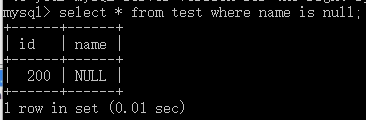 mysql> select * from test where name is null;
+------+------+
| id   | name |
+------+------+
|  200 | NULL |
+------+------+
1 row in set (0.01 sec)